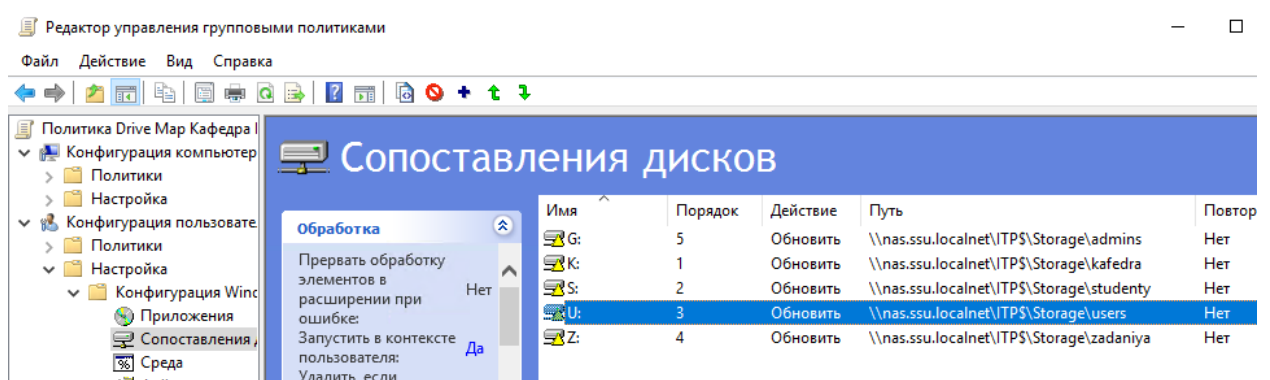 Редактор управления групповыми политиками
Файл Действие Вид Справка
Политика Drive Map Кафедра
Конфигурация компьютер
Политики
Настройка
Конфигурация пользовате
Политики
Настройка
Конфигурация Winc
Приложения
Сопоставления
Среда
Сопоставления дисков
Обработка
Прервать обработку
элементов в
расширении при
ошибке:
Нет
Запустить в контексте
пользователя:
Да
Удалить, если
Имя Порядок Действие Путь Повтор
G: 5 Обновить \\nas.ssu.localnet\ITP$\Storage\admins Нет
K: 1 Обновить \\nas.ssu.localnet\ITP$\Storage\kafedra Нет
S: 2 Обновить \\nas.ssu.localnet\ITP$\Storage\studenty Нет
U: 3 Обновить \\nas.ssu.localnet\ITP$\Storage\users Нет
Z: 4 Обновить \\nas.ssu.localnet\ITP$\Storage\zadaniya Нет